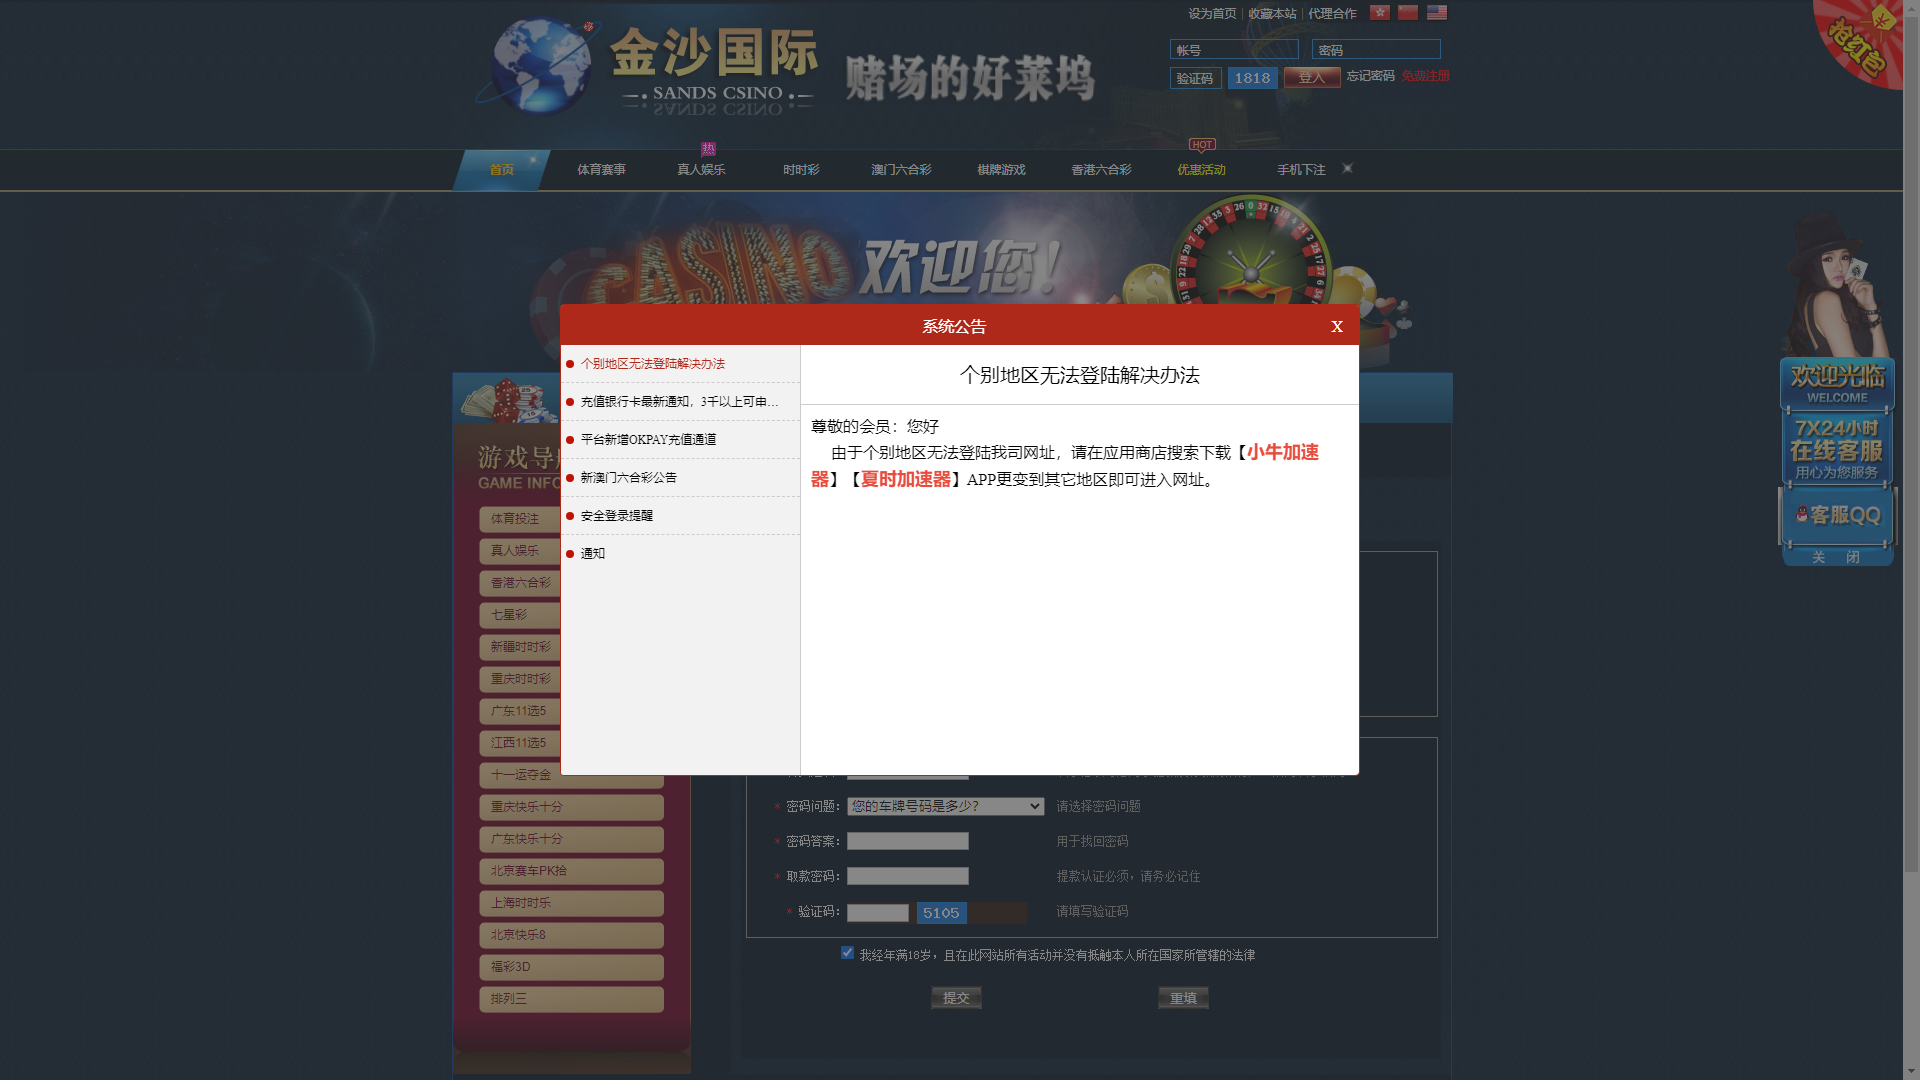 设为首页 | 收藏本站 | 代理合作
金沙国际
SANDS CSINO
赌场的好莱坞
帐号
密码
验证码 1818 登入 忘记密码 免费注册
抢红包
热
HOT
首页 体育赛事 真人娱乐 时时彩 澳门六合彩 棋牌游戏 香港六合彩 优惠活动 手机下注
CASINO 欢迎您!
系统公告 X
个别地区无法登陆解决办法
充值银行卡最新通知，3千以上可申...
平台新增OKPAY充值通道
新澳门六合彩公告
安全登录提醒
通知
个别地区无法登陆解决办法
尊敬的会员：您好
由于个别地区无法登陆我司网址，请在应用商店搜索下载【小牛加速
器】【夏时加速器】APP更变到其它地区即可进入网址。
欢迎光临
WELCOME
7X24小时
在线客服
用心为您服务
客服QQ
关 闭
游戏导
GAME INFO
体育投注
真人娱乐
香港六合彩
七星彩
新疆时时彩
重庆时时彩
广东11选5
江西11选5
十一运夺金
重庆快乐十分
广东快乐十分
北京赛车PK拾
上海时时乐
北京快乐8
福彩3D
排列三
* 密码问题： 您的车牌号码是多少? 请选择密码问题
* 密码答案： 用于找回密码
* 取款密码： 提款认证必须，请务必记住
* 验证码： 5105 请填写验证码
我经年满18岁，且在此网站所有活动并没有抵触本人所在国家所管辖的法律
提交 重填